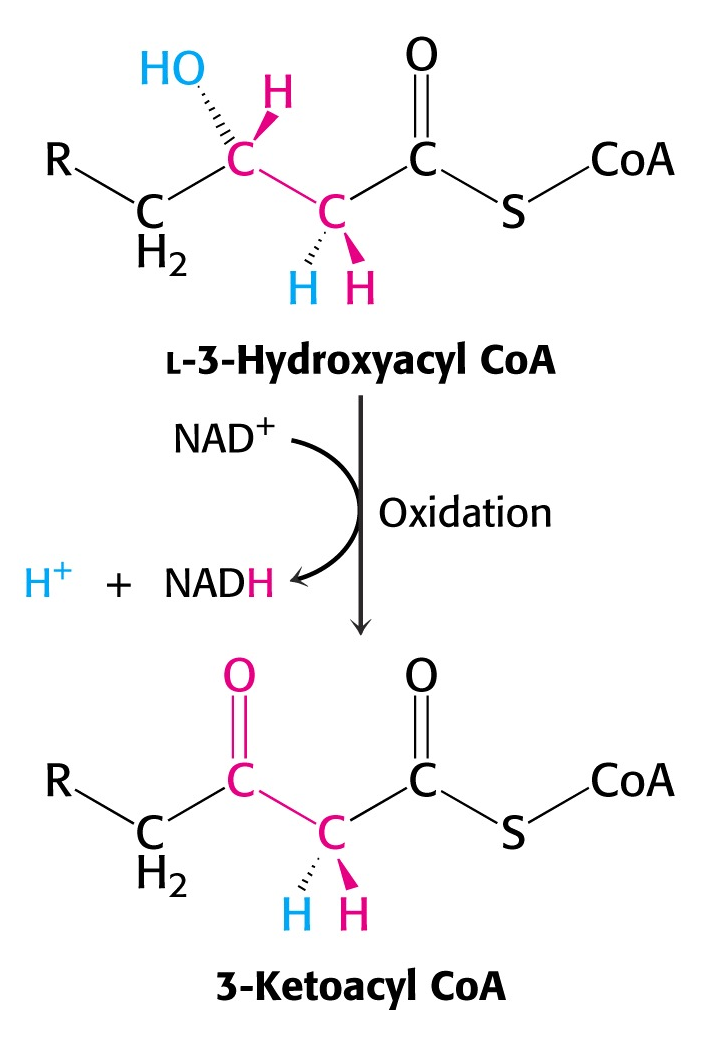 O
HO
H
R C C CoA
C C S
H₂
H H
L-3-Hydroxyacyl CoA
NAD⁺
Oxidation
H⁺ + NADH
O O
R C C CoA
C C S
H₂
H H
3-Ketoacyl CoA